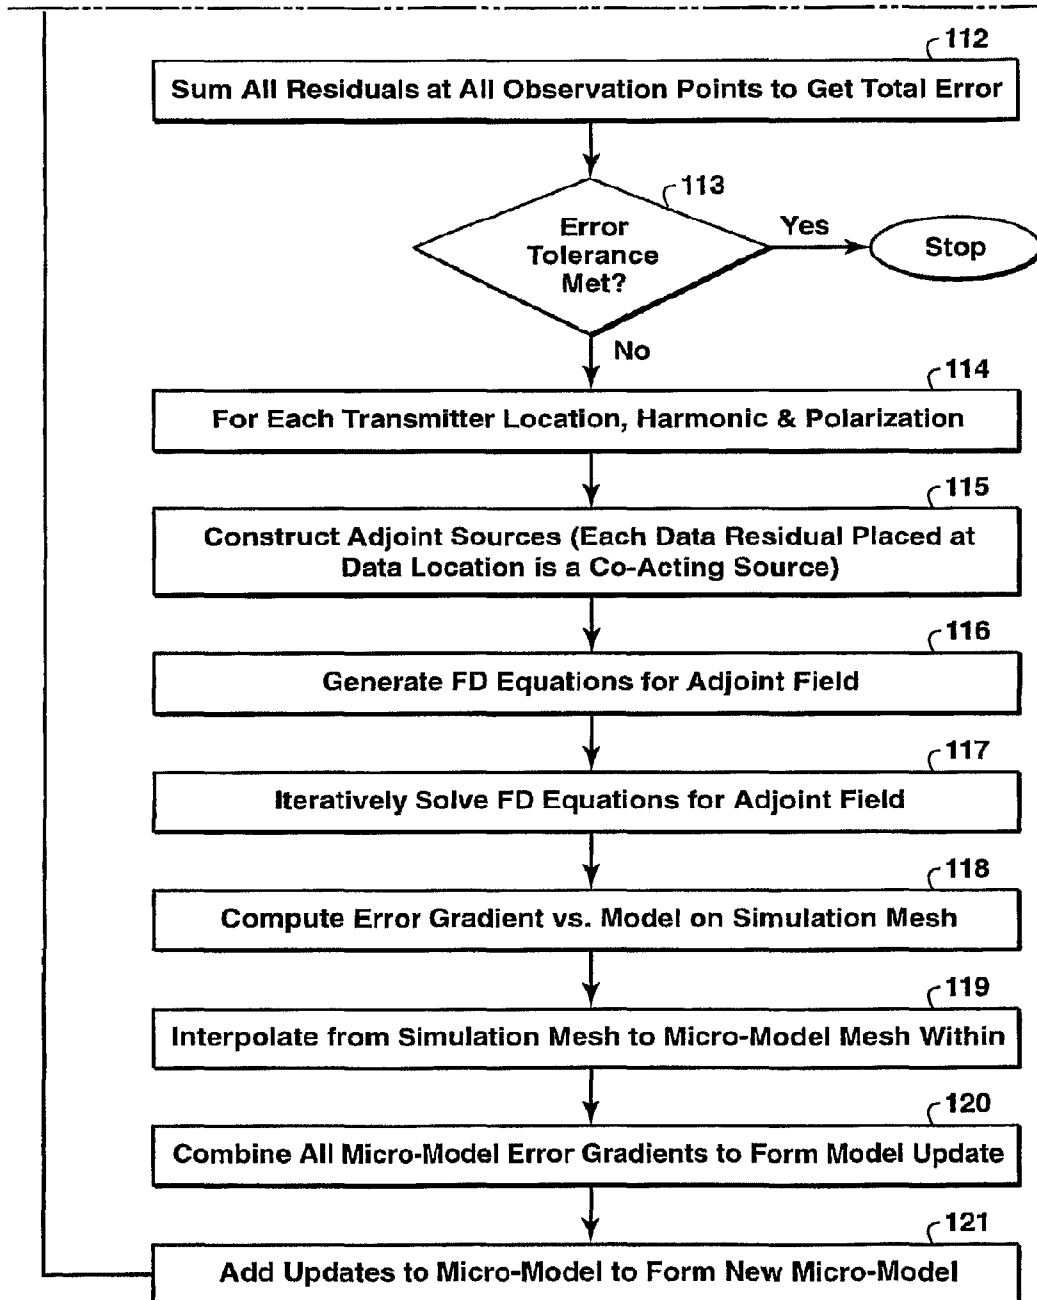 112
Sum All Residuals at All Observation Points to Get Total Error
113
Error
Tolerance
Met?
Yes
Stop
No
114
For Each Transmitter Location, Harmonic & Polarization
115
Construct Adjoint Sources (Each Data Residual Placed at
Data Location is a Co-Acting Source)
116
Generate FD Equations for Adjoint Field
117
Iteratively Solve FD Equations for Adjoint Field
118
Compute Error Gradient vs. Model on Simulation Mesh
119
Interpolate from Simulation Mesh to Micro-Model Mesh Within
120
Combine All Micro-Model Error Gradients to Form Model Update
121
Add Updates to Micro-Model to Form New Micro-Model